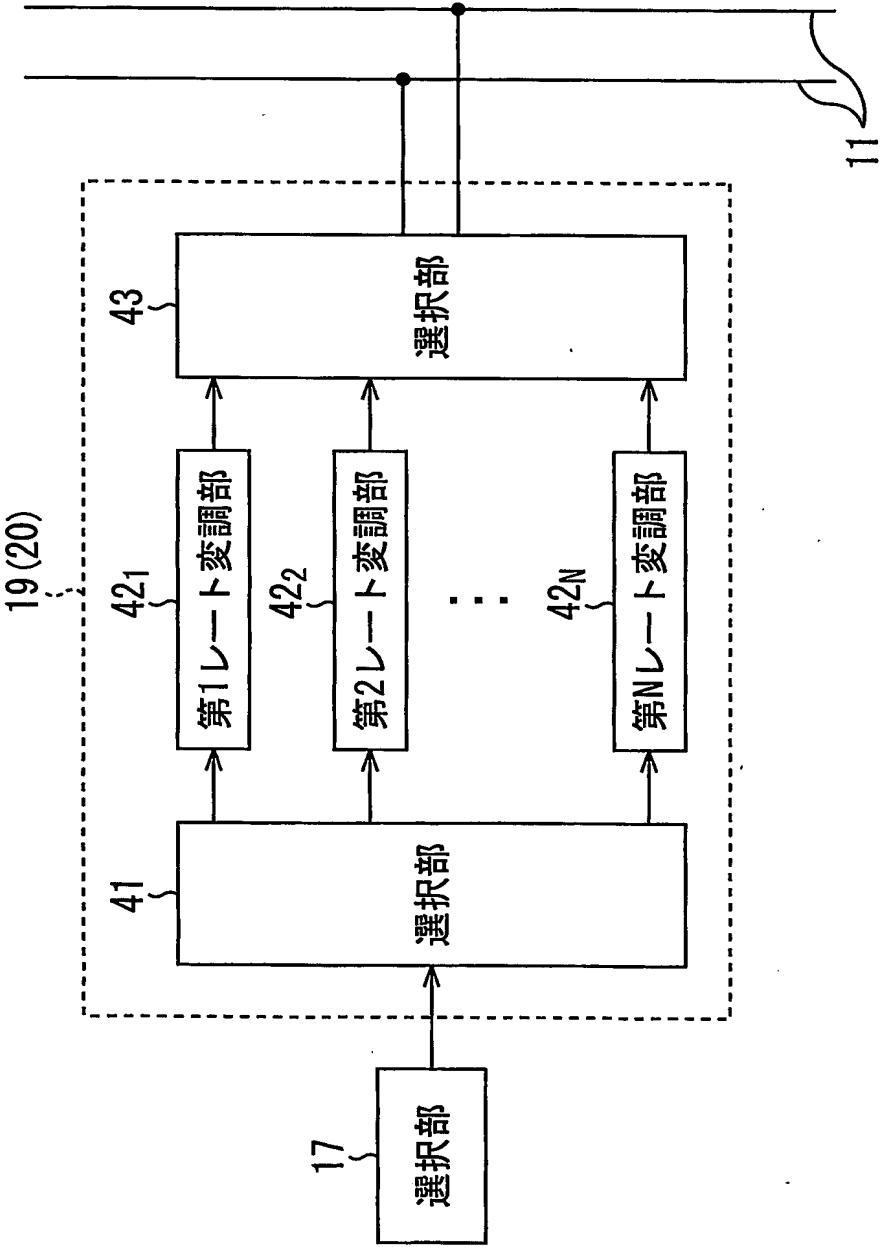 19(20)
17
選択部
41
選択部
42₁
第1レート変調部
42₂
第2レート変調部
...
42N
第Nレート変調部
43
選択部
11